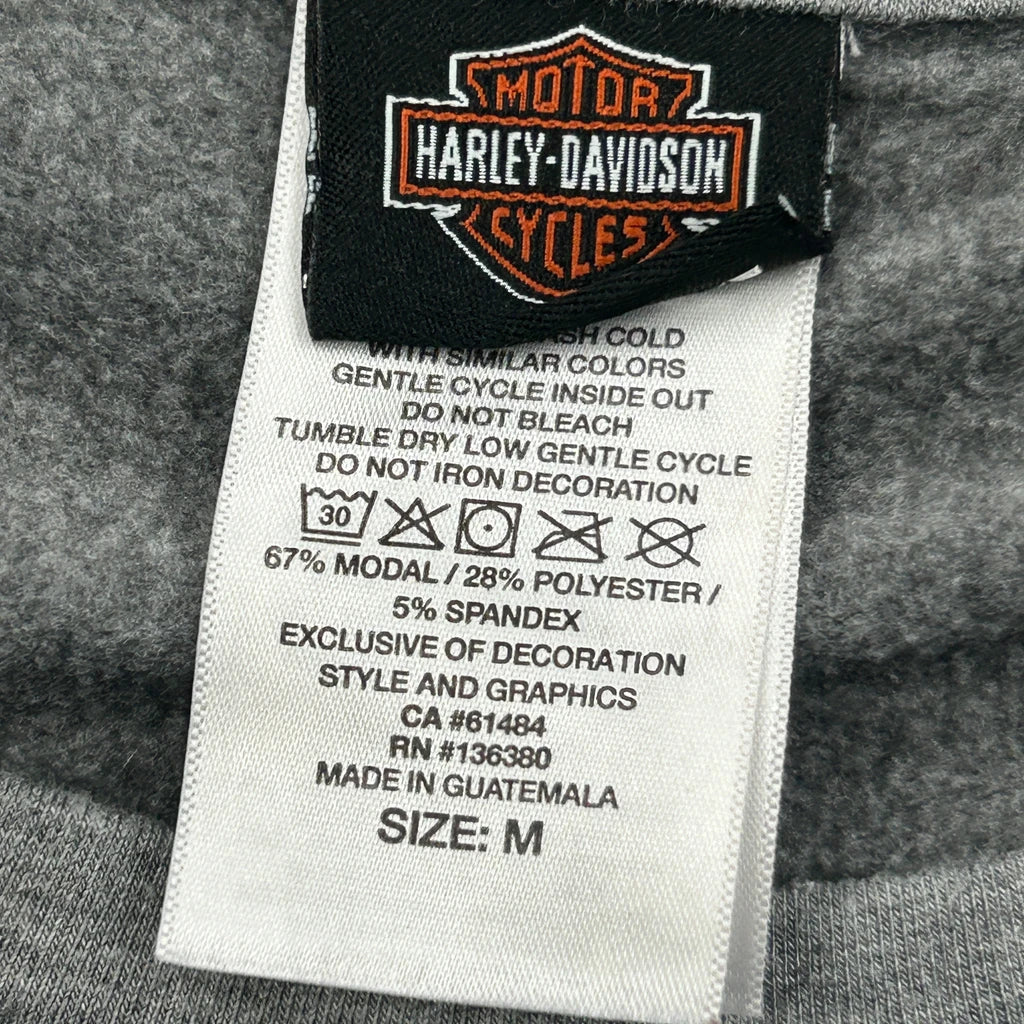 MOTOR
HARLEY-DAVIDSON
CYCLES
COLD
WITH SIMILAR COLORS
GENTLE CYCLE INSIDE OUT
DO NOT BLEACH
TUMBLE DRY LOW GENTLE CYCLE
DO NOT IRON DECORATION
30
67% MODAL / 28% POLYESTER /
5% SPANDEX
EXCLUSIVE OF DECORATION
STYLE AND GRAPHICS
CA #61484
RN #136380
MADE IN GUATEMALA
SIZE: M